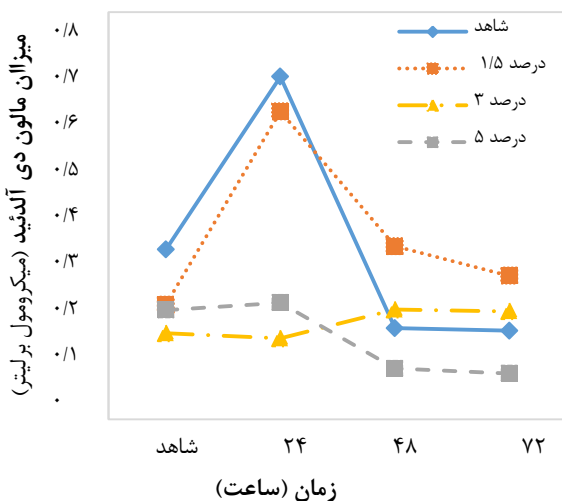 میزاان مالون دی آلدئید (میکرومول بر لیتر)
۰/۸
۰/۷
۰/۶
۰/۵
۰/۴
۰/۳
۰/۲
۰/۱
۰
شاهد
۱/۵ درصد
۳ درصد
۵ درصد
شاهد ۲۴ ۴۸ ۷۲
زمان (ساعت)